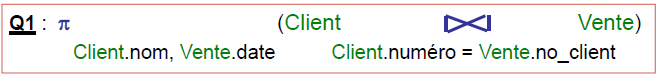 Q1 : π (Client ⋈ Vente)
Client.nom, Vente.date Client.numéro = Vente.no_client